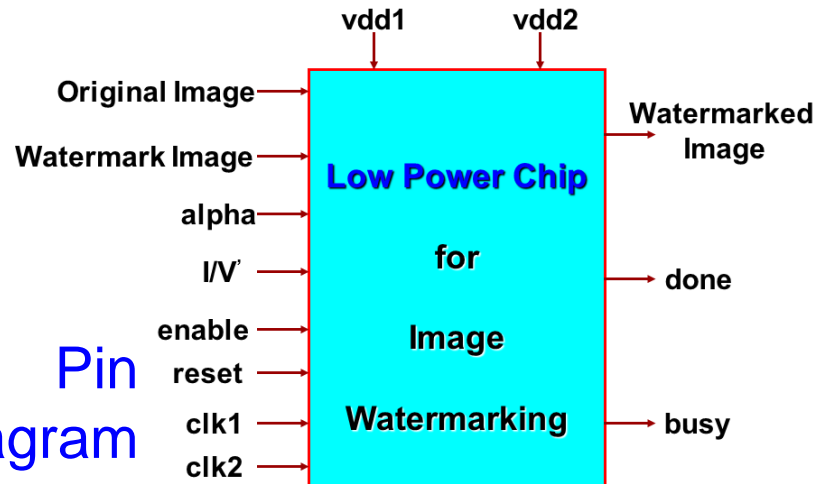 vdd1
vdd2
Original Image
Watermark Image
alpha
I/V'
enable
reset
clk1
clk2
Low Power Chip
for
Image
Watermarking
Watermarked
Image
done
busy
Pin
agram